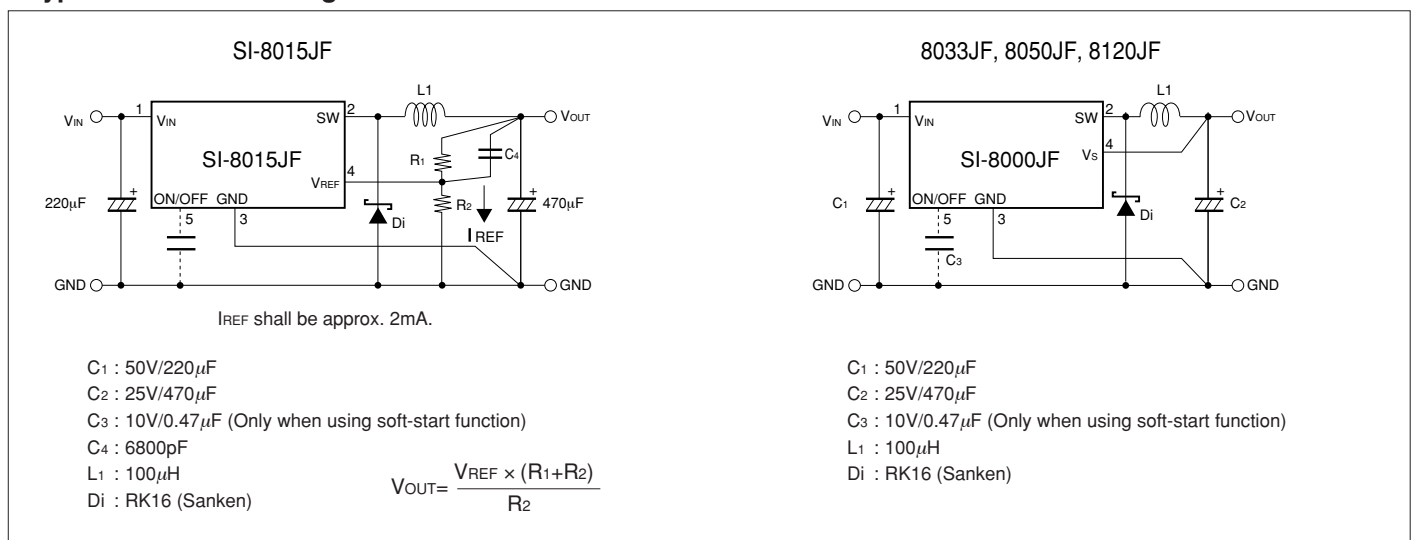 SI-8015JF
L1
VIN
1
VIN
SW
2
VOUT
SI-8015JF
R1
C4
VREF
4
220μF
+
ON/OFF GND
5
3
Di
R2
IREF
+
470μF
GND
GND
IREF shall be approx. 2mA.
C1 : 50V/220μF
C2 : 25V/470μF
C3 : 10V/0.47μF (Only when using soft-start function)
C4 : 6800pF
L1 : 100μH
Di : RK16 (Sanken)
VOUT= VREF × (R1+R2)
R2
8033JF, 8050JF, 8120JF
L1
VIN
1
VIN
SW
2
VOUT
SI-8000JF
VS
4
C1
+
ON/OFF GND
5
3
C3
Di
+
C2
GND
GND
C1 : 50V/220μF
C2 : 25V/470μF
C3 : 10V/0.47μF (Only when using soft-start function)
L1 : 100μH
Di : RK16 (Sanken)